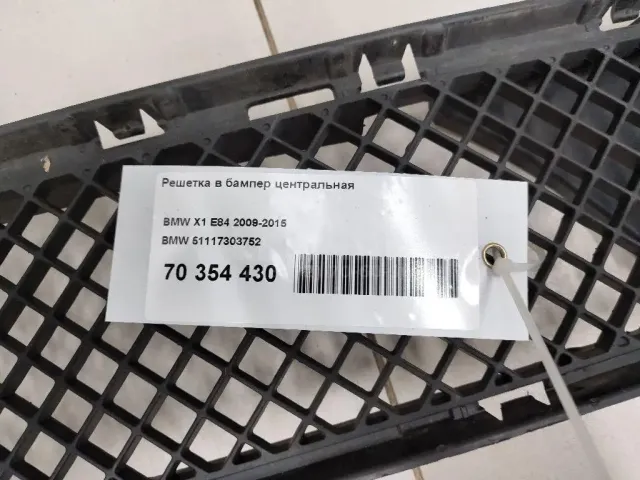 Решетка в бампер центральная
BMW X1 E84 2009-2015
BMW 51117303752
70 354 430